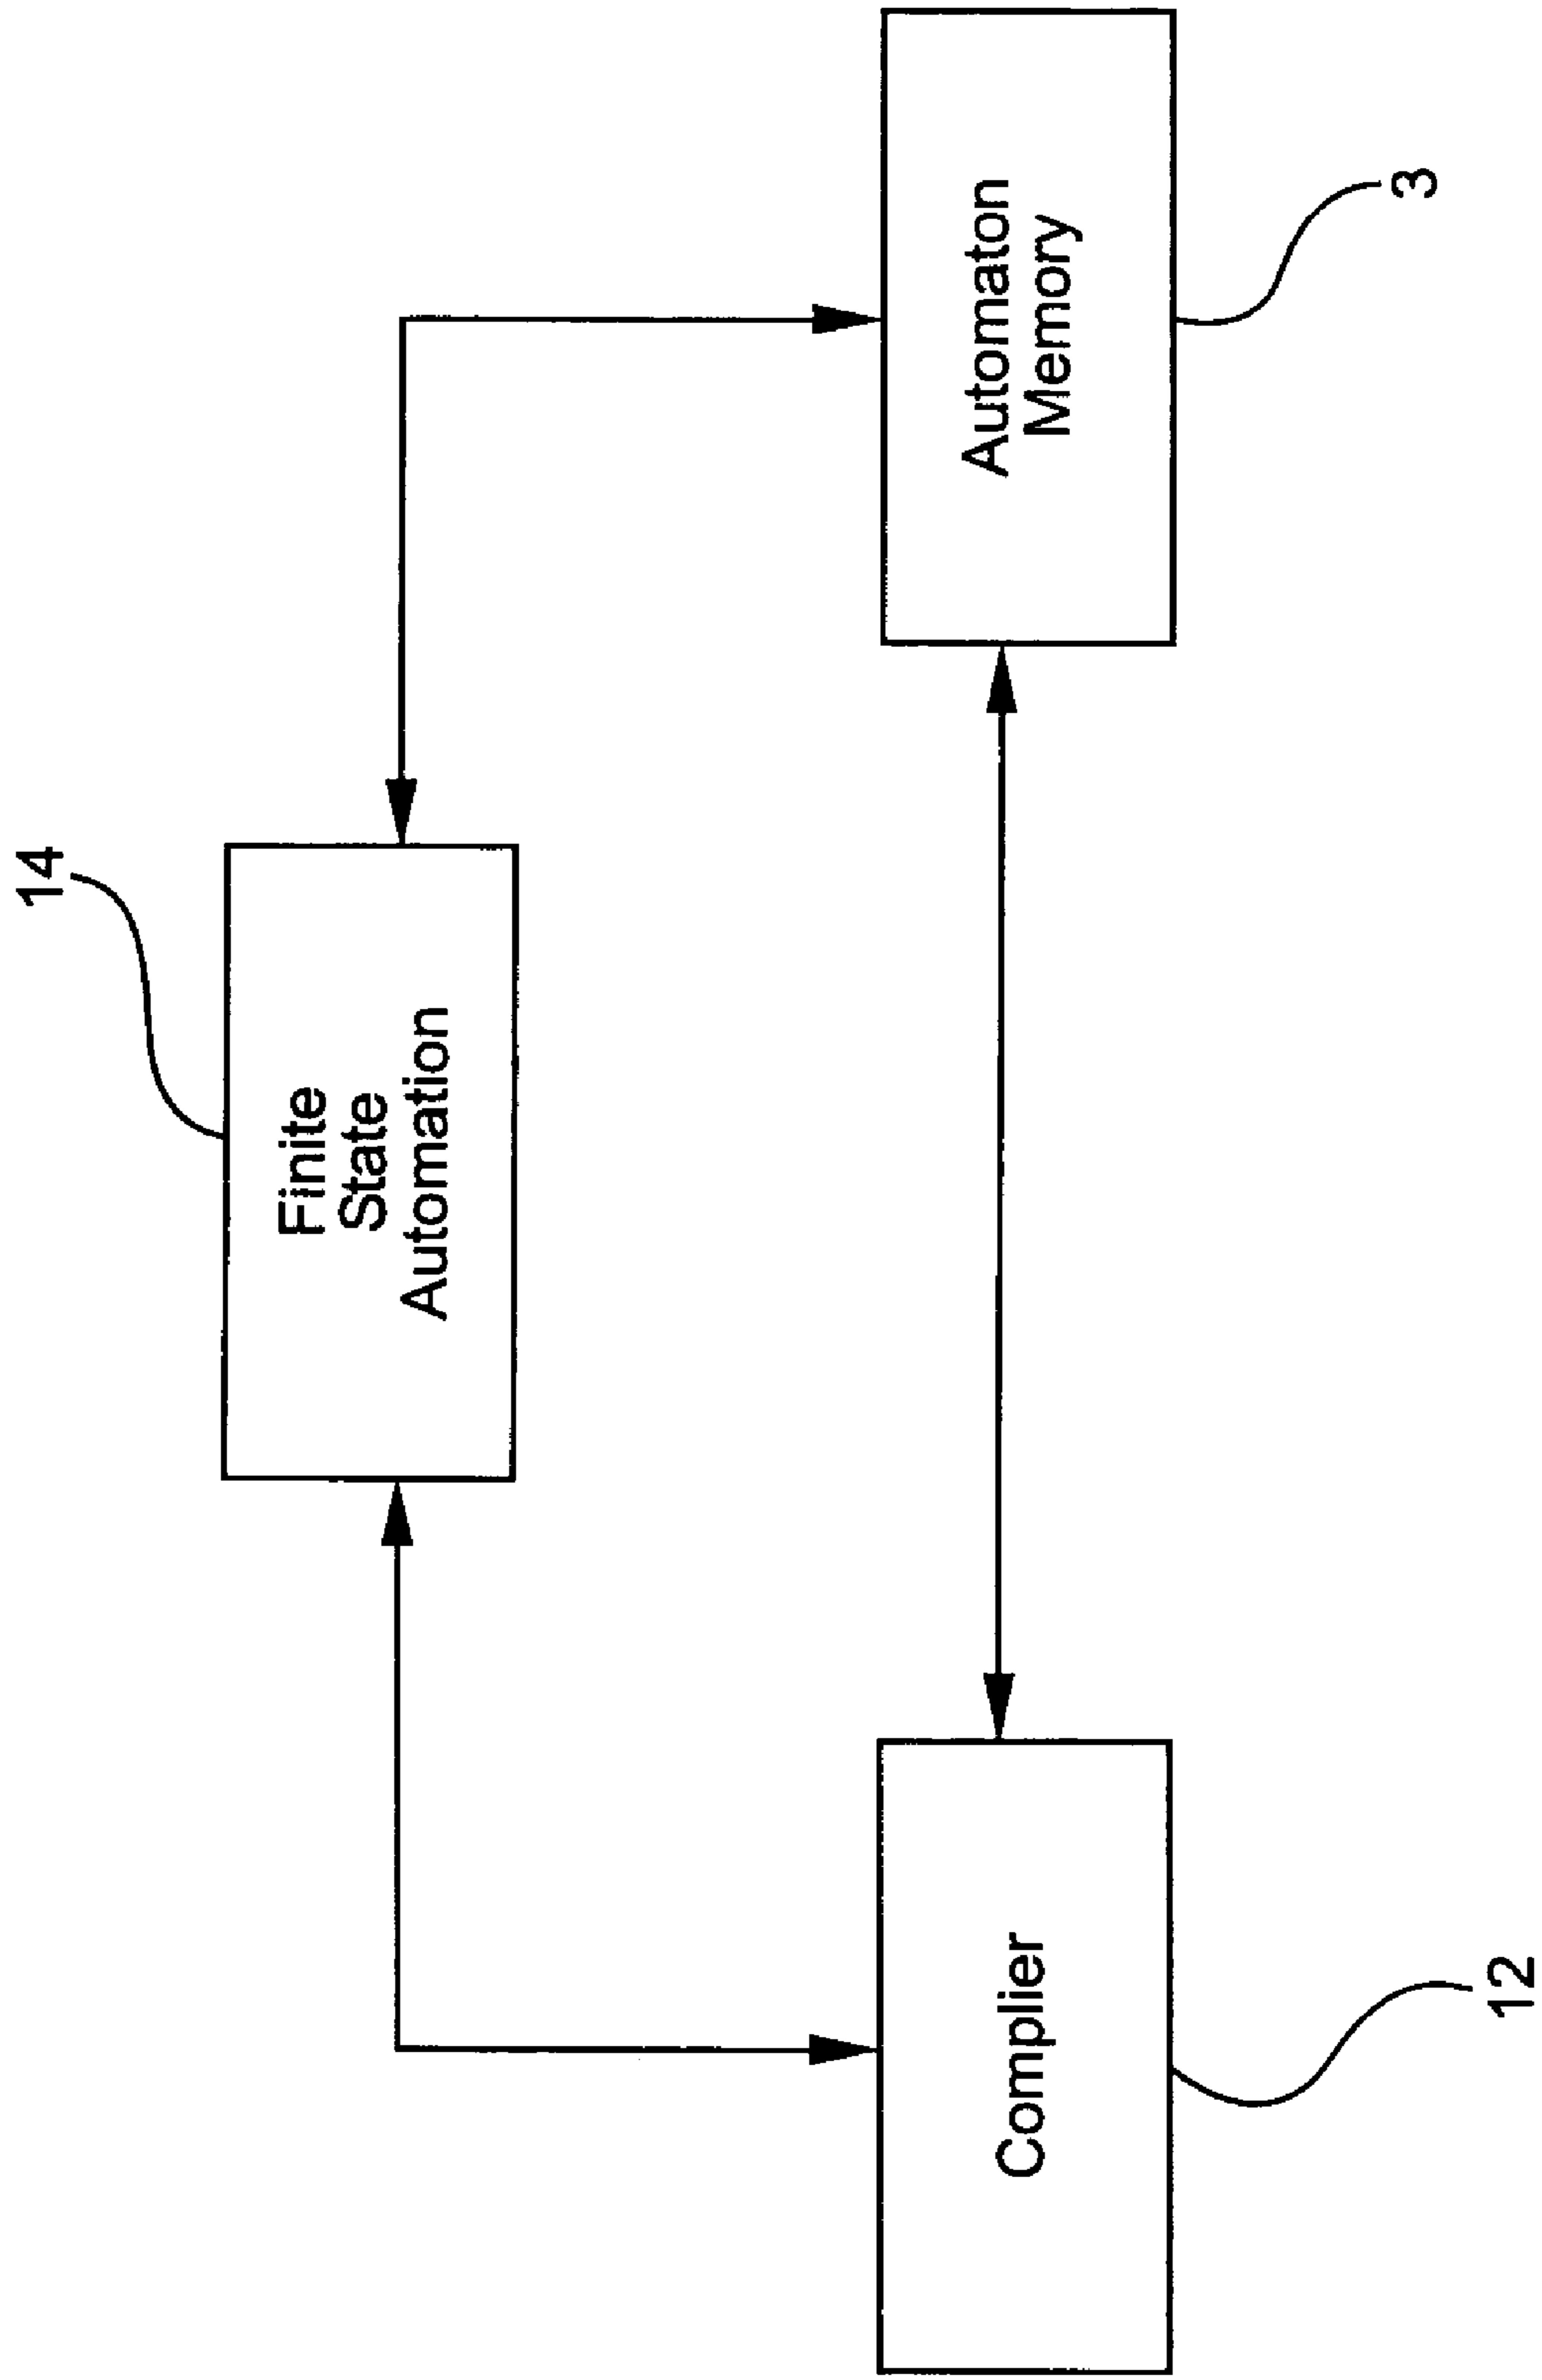 14
Finite
State
Automation
Automaton
Memory
3
Complier
12